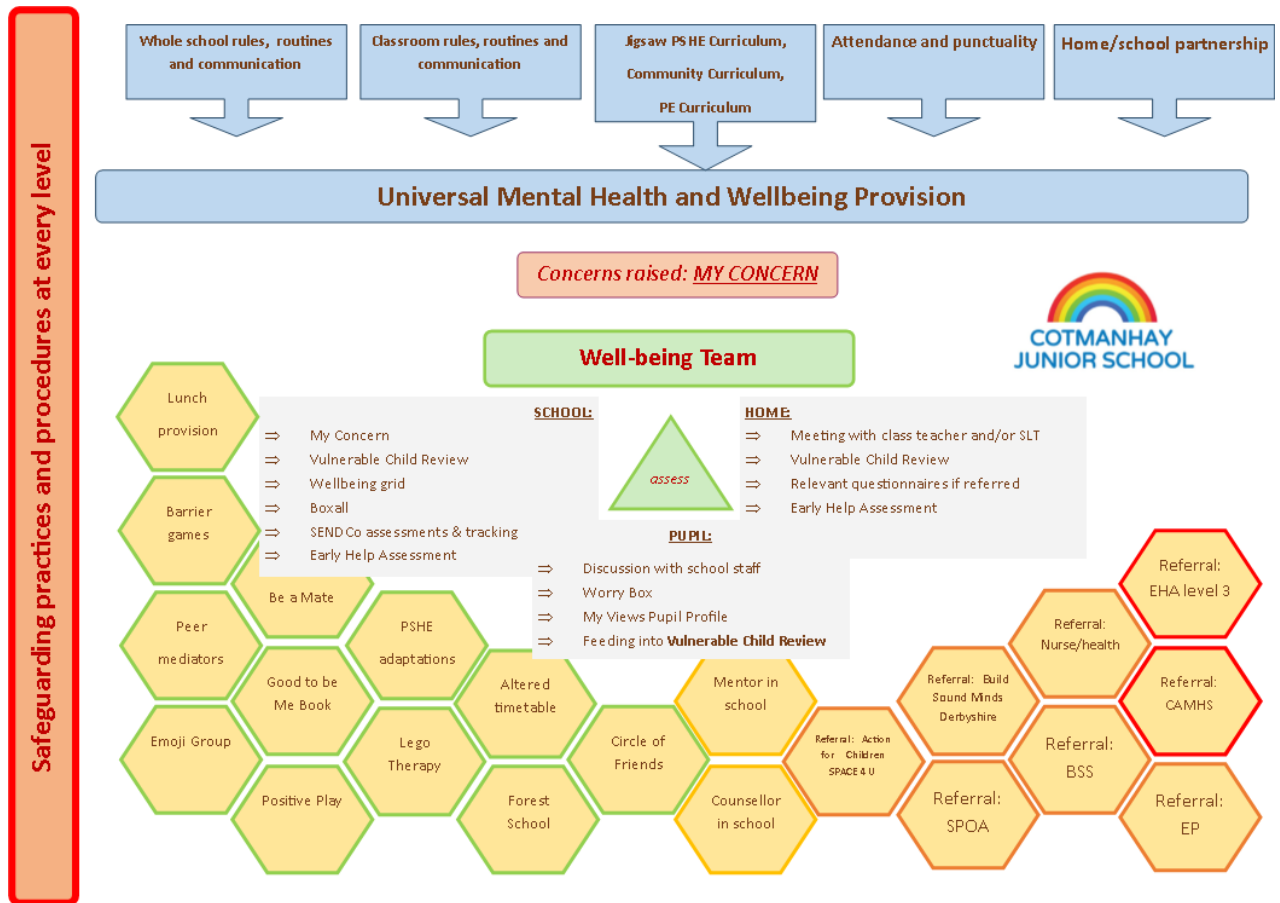 Safeguarding practices and procedures at every level
Whole school rules, routines
and communication
Classroom rules, routines and
communication
Jigsaw PSHE Curriculum,
Community Curriculum,
PE Curriculum
Attendance and punctuality
Home/school partnership
Universal Mental Health and Wellbeing Provision
Concerns raised: MY CONCERN
COTMANHAY
JUNIOR SCHOOL
Well-being Team
SCHOOL:
⇒ My Concern
⇒ Vulnerable Child Review
⇒ Wellbeing grid
⇒ Boxall
⇒ SENDCo assessments & tracking
⇒ Early Help Assessment
assess
HOME:
⇒ Meeting with class teacher and/or SLT
⇒ Vulnerable Child Review
⇒ Relevant questionnaires if referred
⇒ Early Help Assessment
PUPIL:
⇒ Discussion with school staff
⇒ Worry Box
⇒ My Views Pupil Profile
⇒ Feeding into Vulnerable Child Review
Lunch
provision
Barrier
games
Be a Mate
Peer
mediators
Good to be
Me Book
Emoji Group
Positive Play
PSHE
adaptations
Lego
Therapy
Altered
timetable
Forest
School
Circle of
Friends
Mentor in
school
Counsellor
in school
Referral: Action
for Children
SPACE 4 U
Referral: Build
Sound Minds
Derbyshire
Referral:
SPOA
Referral:
Nurse/health
Referral:
BSS
Referral:
EHA level 3
Referral:
CAMHS
Referral:
EP